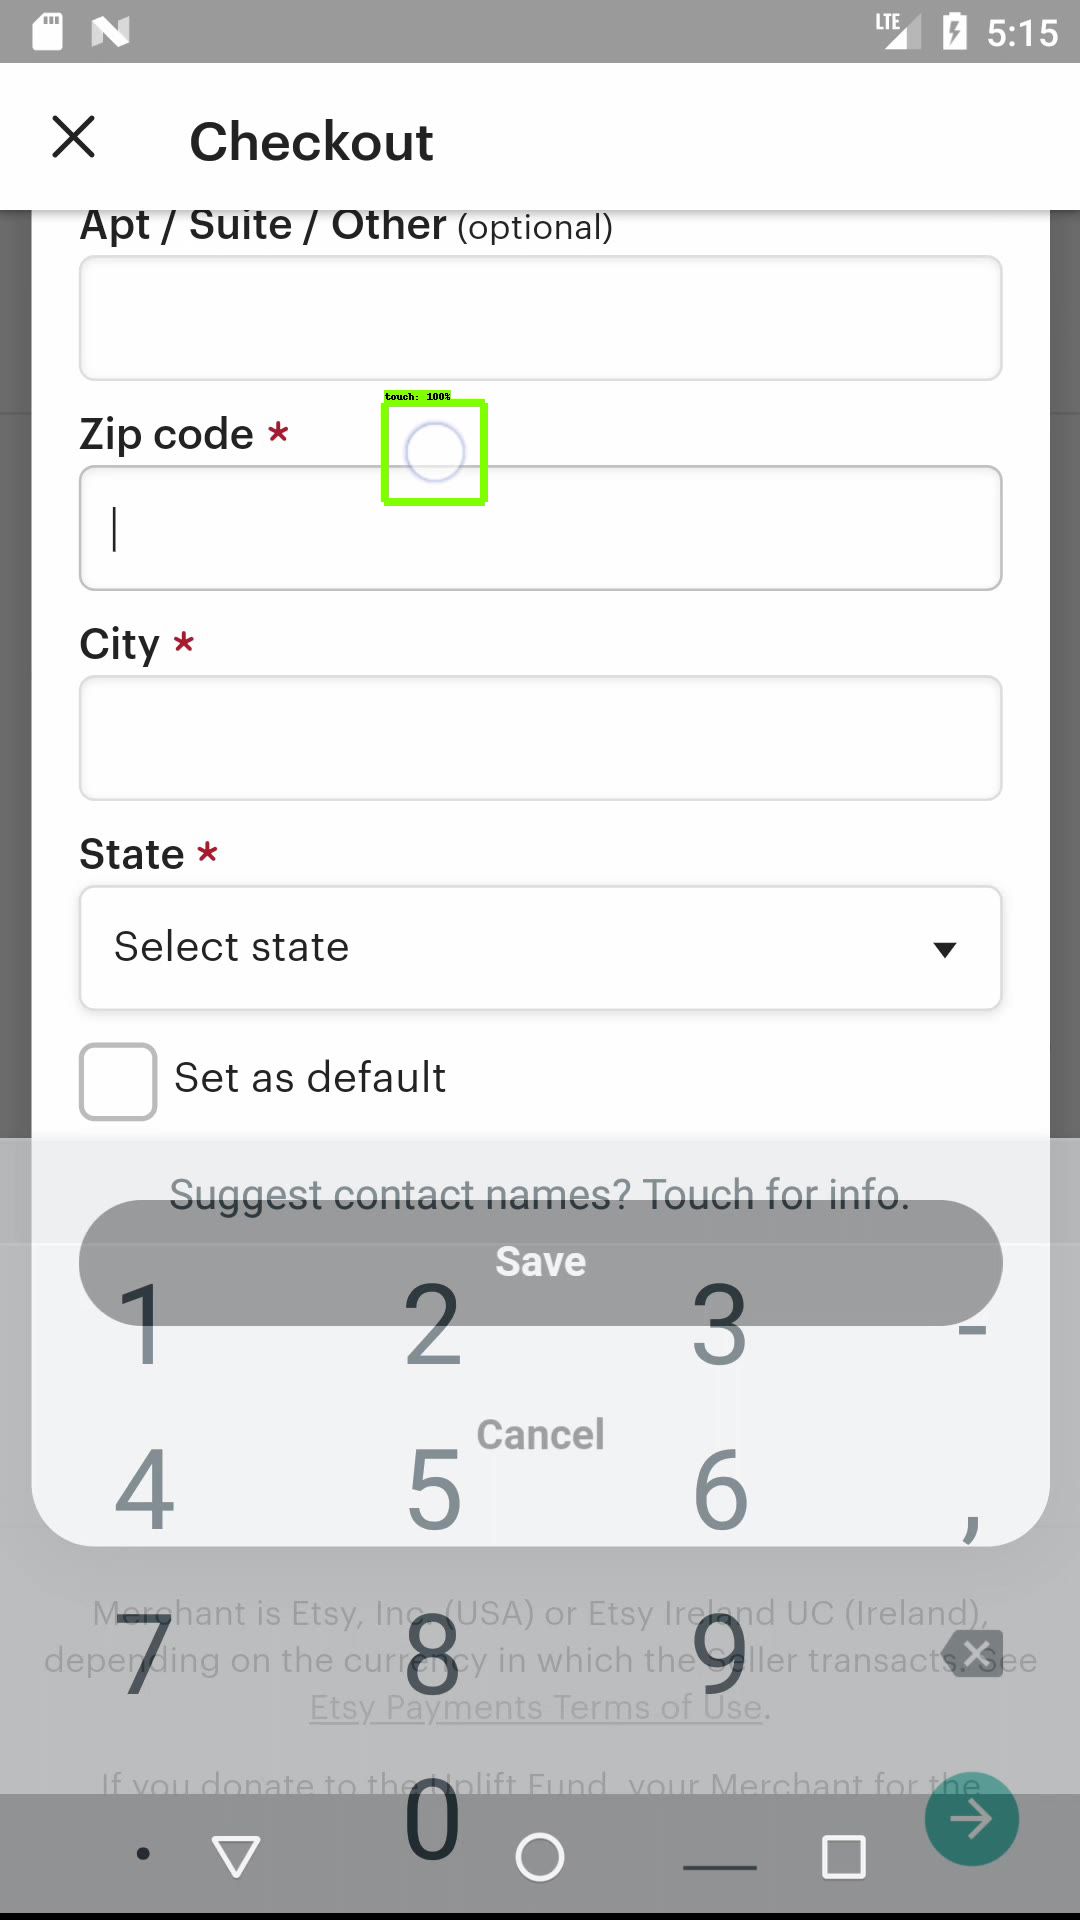 LTE 5:15
Checkout
Apt / Suite / Other (optional)
touch: 100%
Zip code *
City *
State *
Select state
Set as default
Suggest contact names? Touch for info.
Save
1 2 3 -
Cancel
4 5 6 ,
Merchant is Etsy, Inc. (USA) or Etsy Ireland UC (Ireland),
7 8 9
depending on the currency in which the Seller transacts. See
Etsy Payments Terms of Use.
If you donate to the Uplift Fund, your Merchant for the
. 0 _